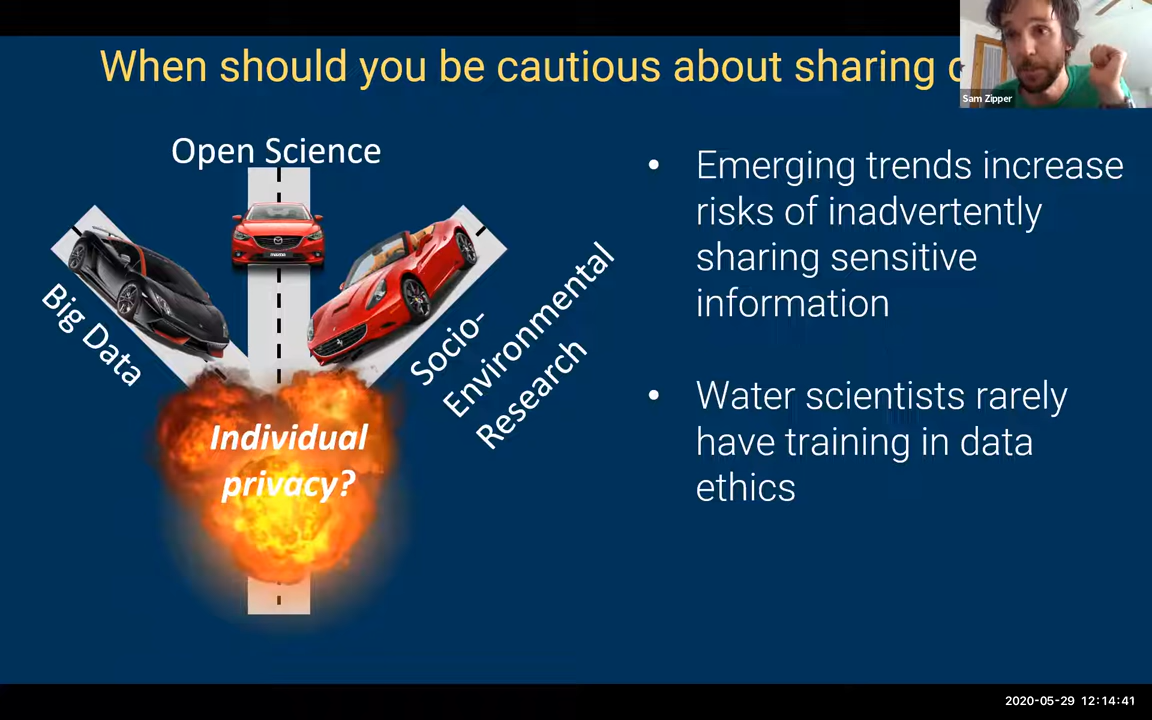 When should you be cautious about sharing
Sam Zipper
Open Science
Big Data
Socio-
Environmental
Research
Individual
privacy?
• Emerging trends increase
risks of inadvertently
sharing sensitive
information
• Water scientists rarely
have training in data
ethics
2020-05-29 12:14:41